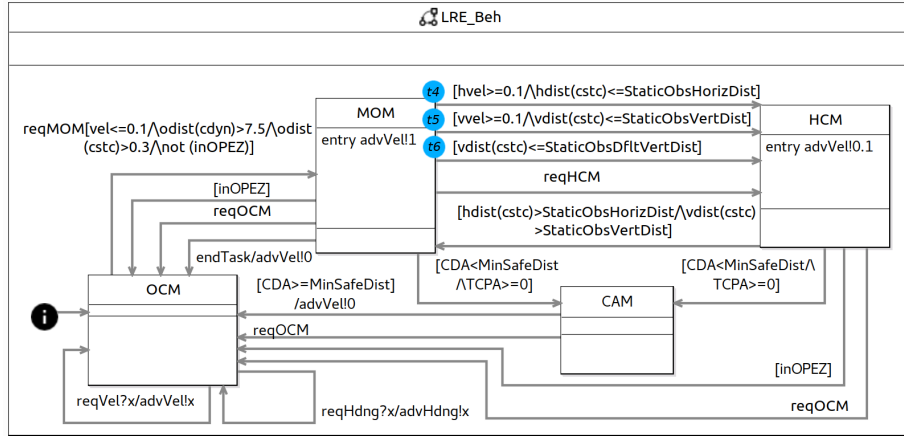 LRE_Beh
t4 [hvel>=0.1/\hdist(cstc)<=StaticObsHorizDist]
MOM
HCM
t5 [vvel>=0.1/\vdist(cstc)<=StaticObsVertDist]
reqMOM[vel<=0.1/\odist(cdyn)>7.5/\odist
(cstc)>0.3/\not (inOPEZ)]
entry advVel!1
t6 [vdist(cstc)<=StaticObsDfltVertDist]
entry advVel!0.1
reqHCM
[inOPEZ]
reqOCM
[hdist(cstc)>StaticObsHorizDist/\vdist(cstc)
>StaticObsVertDist]
endTask/advVel!0
[CDA<MinSafeDist
/\TCPA>=0]
[CDA<MinSafeDist/\
TCPA>=0]
OCM
[CDA>=MinSafeDist]
/advVel!0
CAM
i
reqOCM
[inOPEZ]
reqVel?x/advVel!x
reqHdng?x/advHdng!x
reqOCM